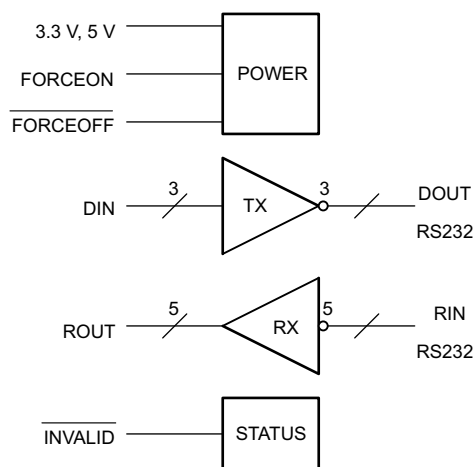 3.3 V, 5 V
FORCEON
FORCEOFF
POWER
DIN
3
TX
3
DOUT
RS232
ROUT
5
RX
5
RIN
RS232
INVALID
STATUS